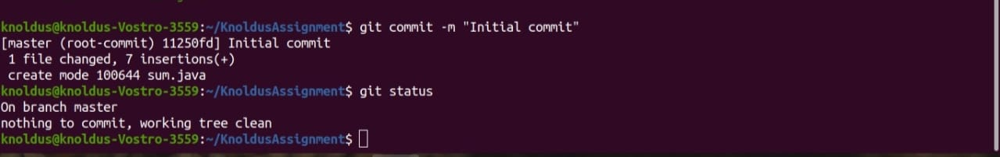 knoldus@knoldus-Vostro-3559:~/KnoldusAssignment$ git commit -m "Initial commit"
[master (root-commit) 11250fd] Initial commit
 1 file changed, 7 insertions(+)
 create mode 100644 sum.java
knoldus@knoldus-Vostro-3559:~/KnoldusAssignment$ git status
On branch master
nothing to commit, working tree clean
knoldus@knoldus-Vostro-3559:~/KnoldusAssignment$